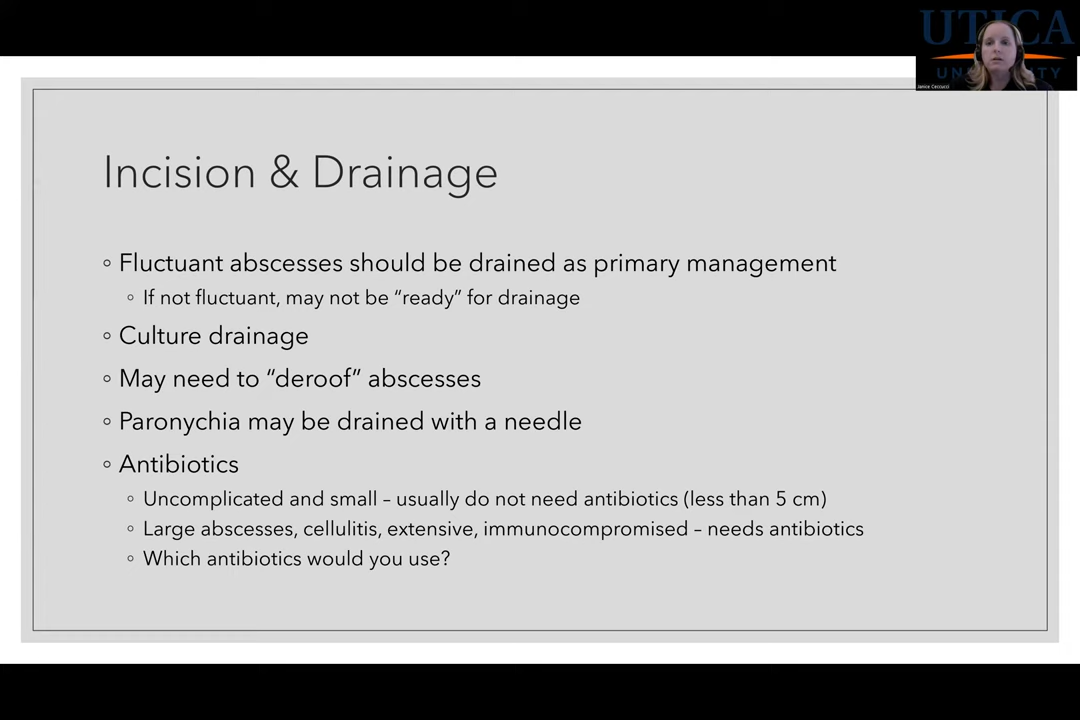 UTICA
UNIVERSITY
Janice Ceccucci
Incision & Drainage
◦ Fluctuant abscesses should be drained as primary management
◦ If not fluctuant, may not be “ready” for drainage
◦ Culture drainage
◦ May need to “deroof” abscesses
◦ Paronychia may be drained with a needle
◦ Antibiotics
◦ Uncomplicated and small – usually do not need antibiotics (less than 5 cm)
◦ Large abscesses, cellulitis, extensive, immunocompromised – needs antibiotics
◦ Which antibiotics would you use?